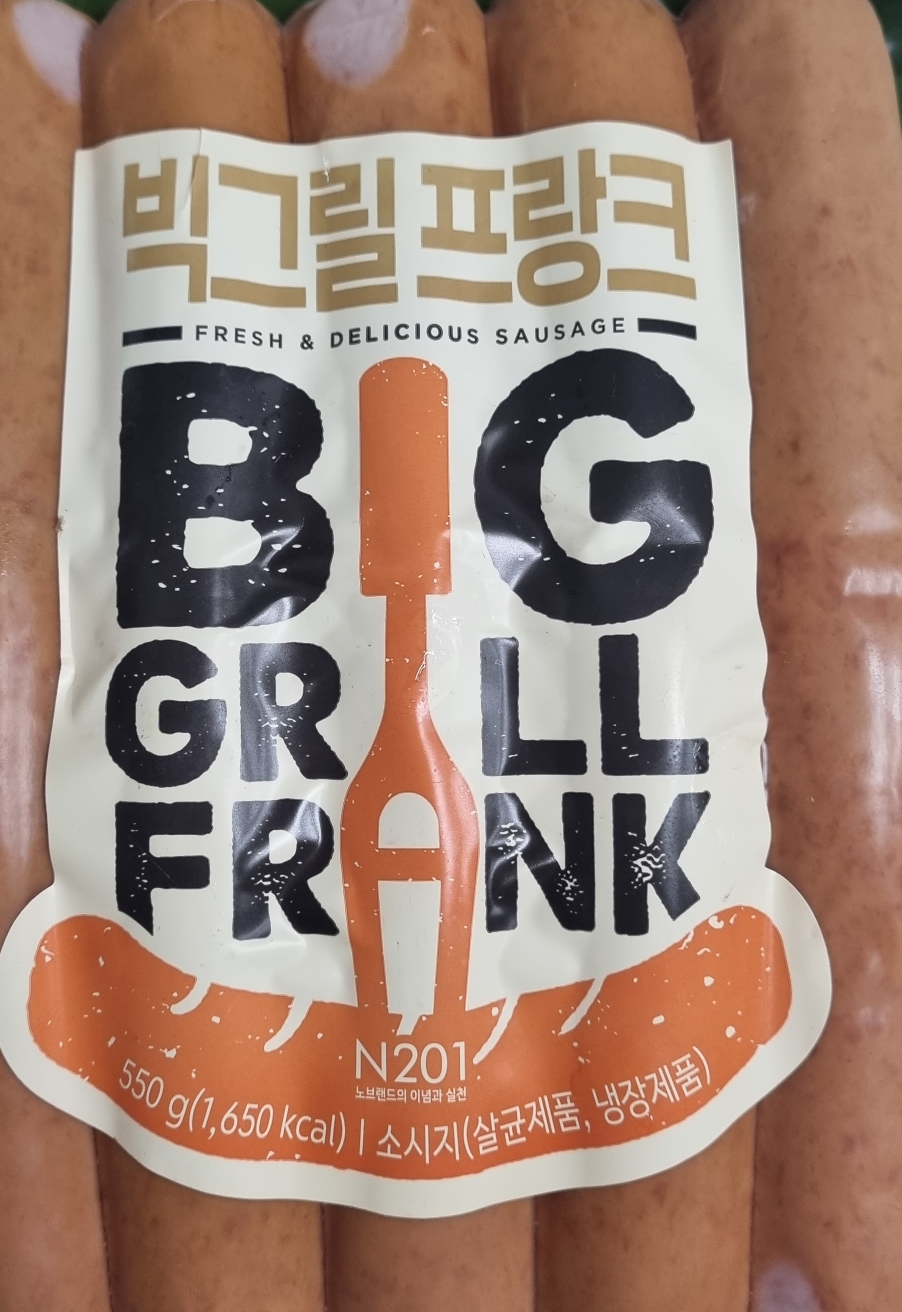 빅그릴 프랑크
FRESH & DELICIOUS SAUSAGE
BIG
GRILL
FRANK
N201
노브랜드의 이념과 실천
550 g(1,650 kcal) | 소시지(살균제품, 냉장제품)